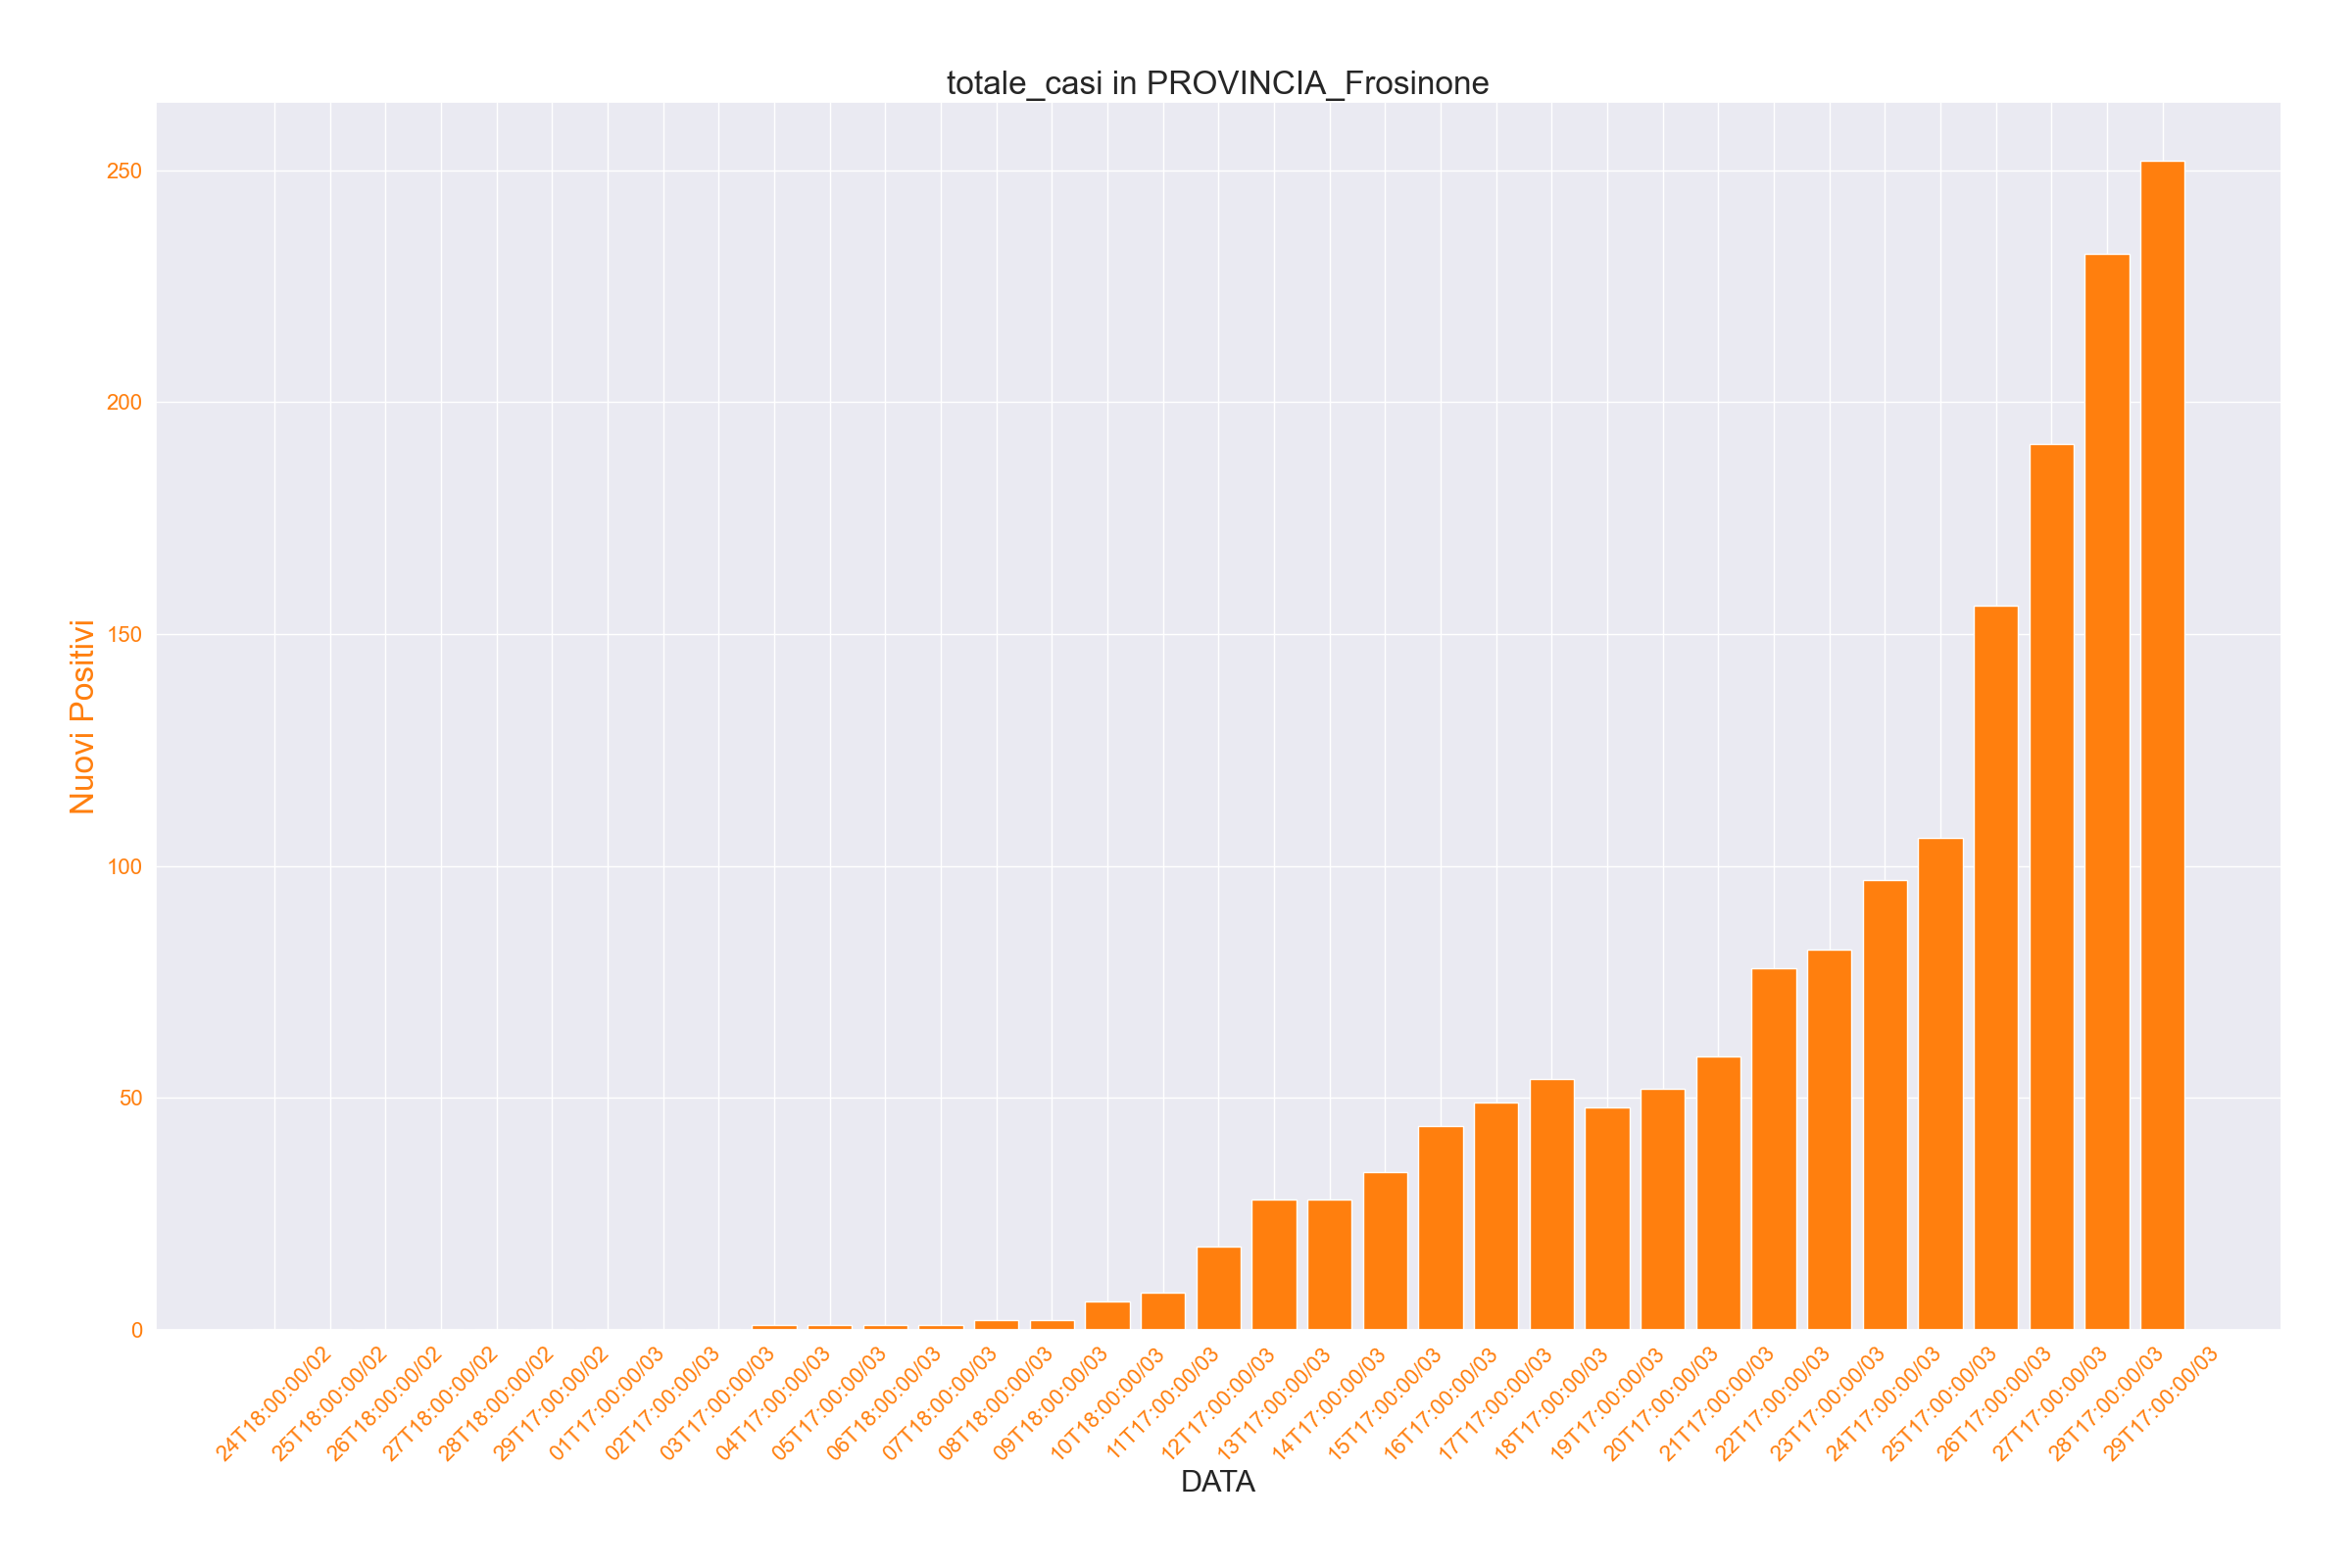 totale_casi in PROVINCIA_Frosinone
Nuovi Positivi
250
200
150
100
50
0
24T18:00:00/02
25T18:00:00/02
26T18:00:00/02
27T18:00:00/02
28T18:00:00/02
29T17:00:00/02
01T17:00:00/03
02T17:00:00/03
03T17:00:00/03
04T17:00:00/03
05T17:00:00/03
06T18:00:00/03
07T18:00:00/03
08T18:00:00/03
09T18:00:00/03
10T18:00:00/03
11T17:00:00/03
12T17:00:00/03
13T17:00:00/03
14T17:00:00/03
15T17:00:00/03
16T17:00:00/03
17T17:00:00/03
18T17:00:00/03
19T17:00:00/03
20T17:00:00/03
21T17:00:00/03
22T17:00:00/03
23T17:00:00/03
24T17:00:00/03
25T17:00:00/03
26T17:00:00/03
27T17:00:00/03
28T17:00:00/03
29T17:00:00/03
DATA